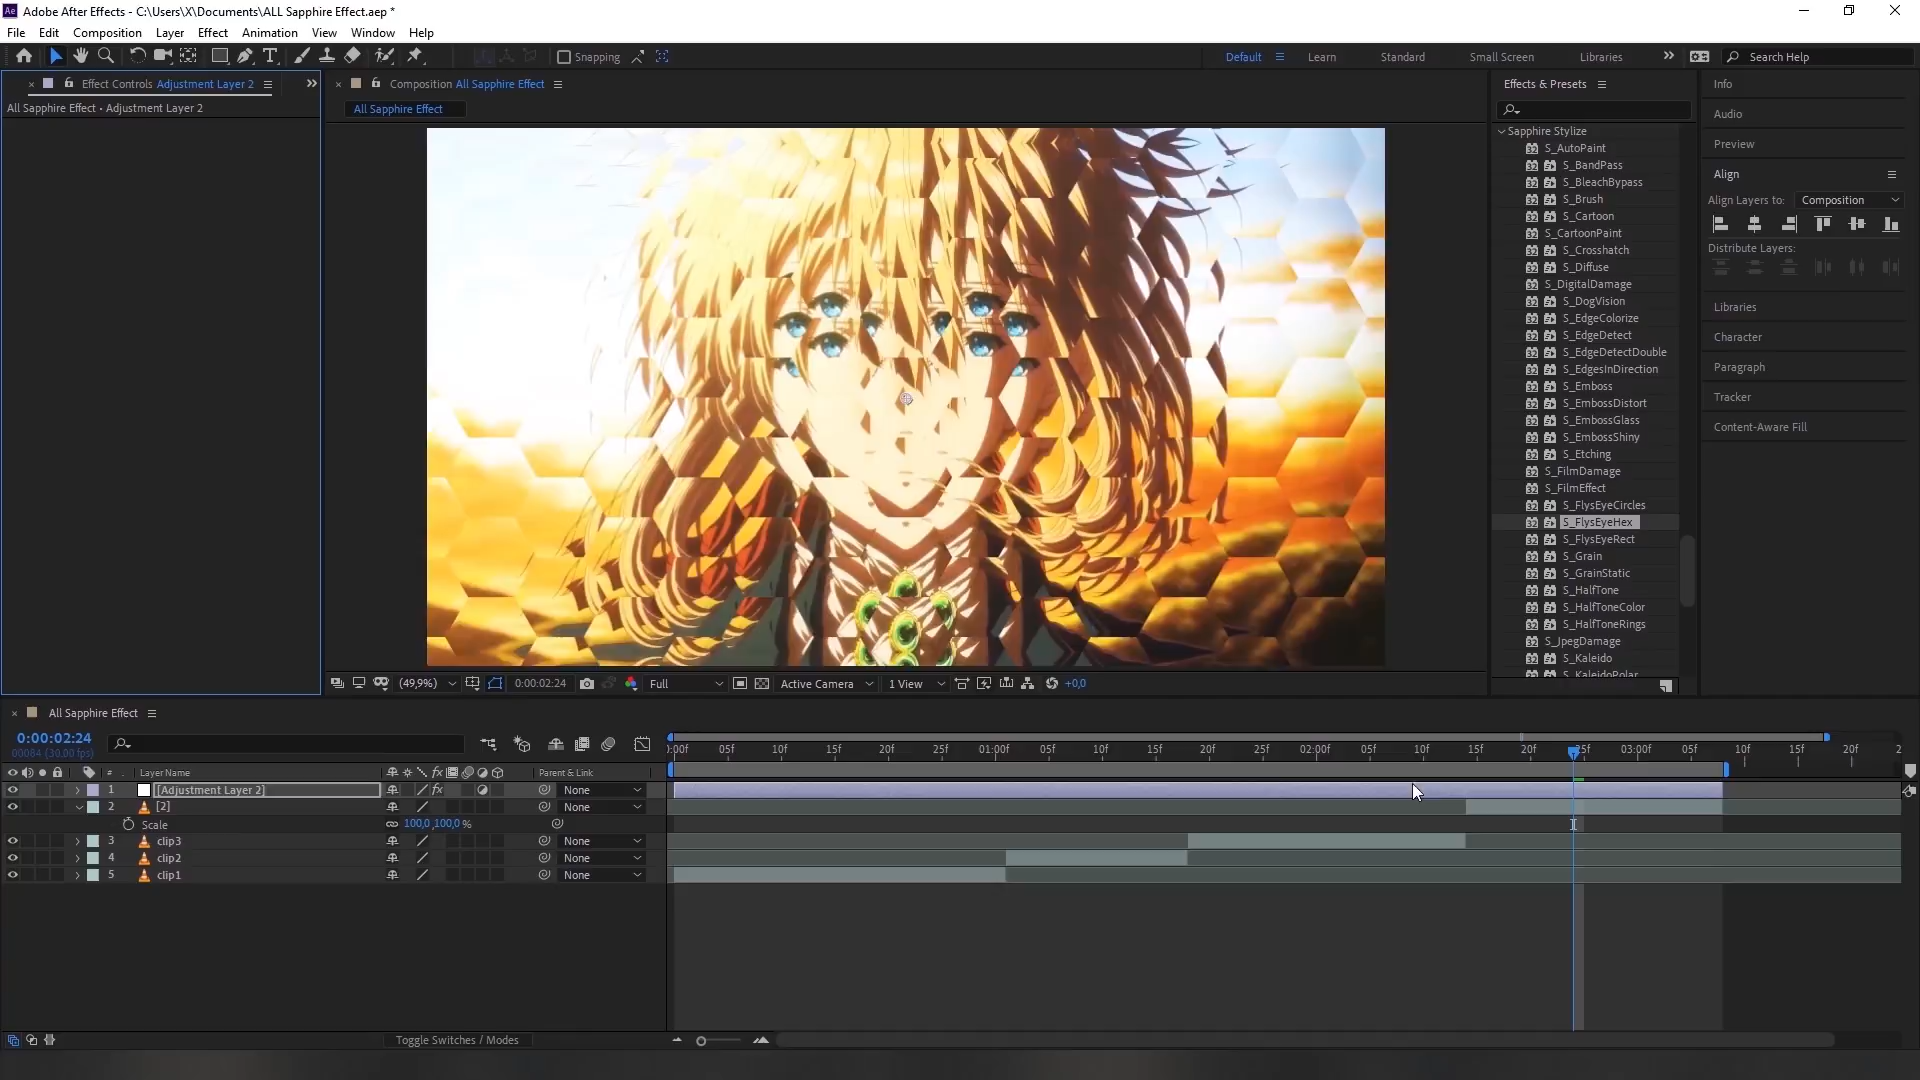 Ae Adobe After Effects - C:\Users\X\Documents\ALL Sapphire Effect.aep *
File Edit Composition Layer Effect Animation View Window Help
Snapping
Default Learn Standard Small Screen Libraries Search Help
Effect Controls Adjustment Layer 2
All Sapphire Effect • Adjustment Layer 2
Composition All Sapphire Effect
All Sapphire Effect
Effects & Presets
Sapphire Stylize
S_AutoPaint
S_BandPass
S_BleachBypass
S_Brush
S_Cartoon
S_CartoonPaint
S_Crosshatch
S_Diffuse
S_DigitalDamage
S_DogVision
S_EdgeColorize
S_EdgeDetect
S_EdgeDetectDouble
S_EdgesInDirection
S_Emboss
S_EmbossDistort
S_EmbossGlass
S_EmbossShiny
S_Etching
S_FilmDamage
S_FilmEffect
S_FlysEyeCircles
S_FlysEyeHex
S_FlysEyeRect
S_Grain
S_GrainStatic
S_HalfTone
S_HalfToneColor
S_HalfToneRings
S_JpegDamage
S_Kaleido
S_KaleidoPolar
Info
Audio
Preview
Align
Align Layers to: Composition
Distribute Layers:
Libraries
Character
Paragraph
Tracker
Content-Aware Fill
(49,9%) 0:00:02:24 Full Active Camera 1 View +0,0
All Sapphire Effect
0:00:02:24
00084 (30.00 fps)
:00f 05f 10f 15f 20f 25f 01:00f 05f 10f 15f 20f 25f 02:00f 05f 10f 15f 20f 25f 03:00f 05f 10f 15f 20f 2
# Layer Name Parent & Link
1 [Adjustment Layer 2] None
2 [2] None
Scale 100,0,100,0 %
3 clip3 None
4 clip2 None
5 clip1 None
Toggle Switches / Modes